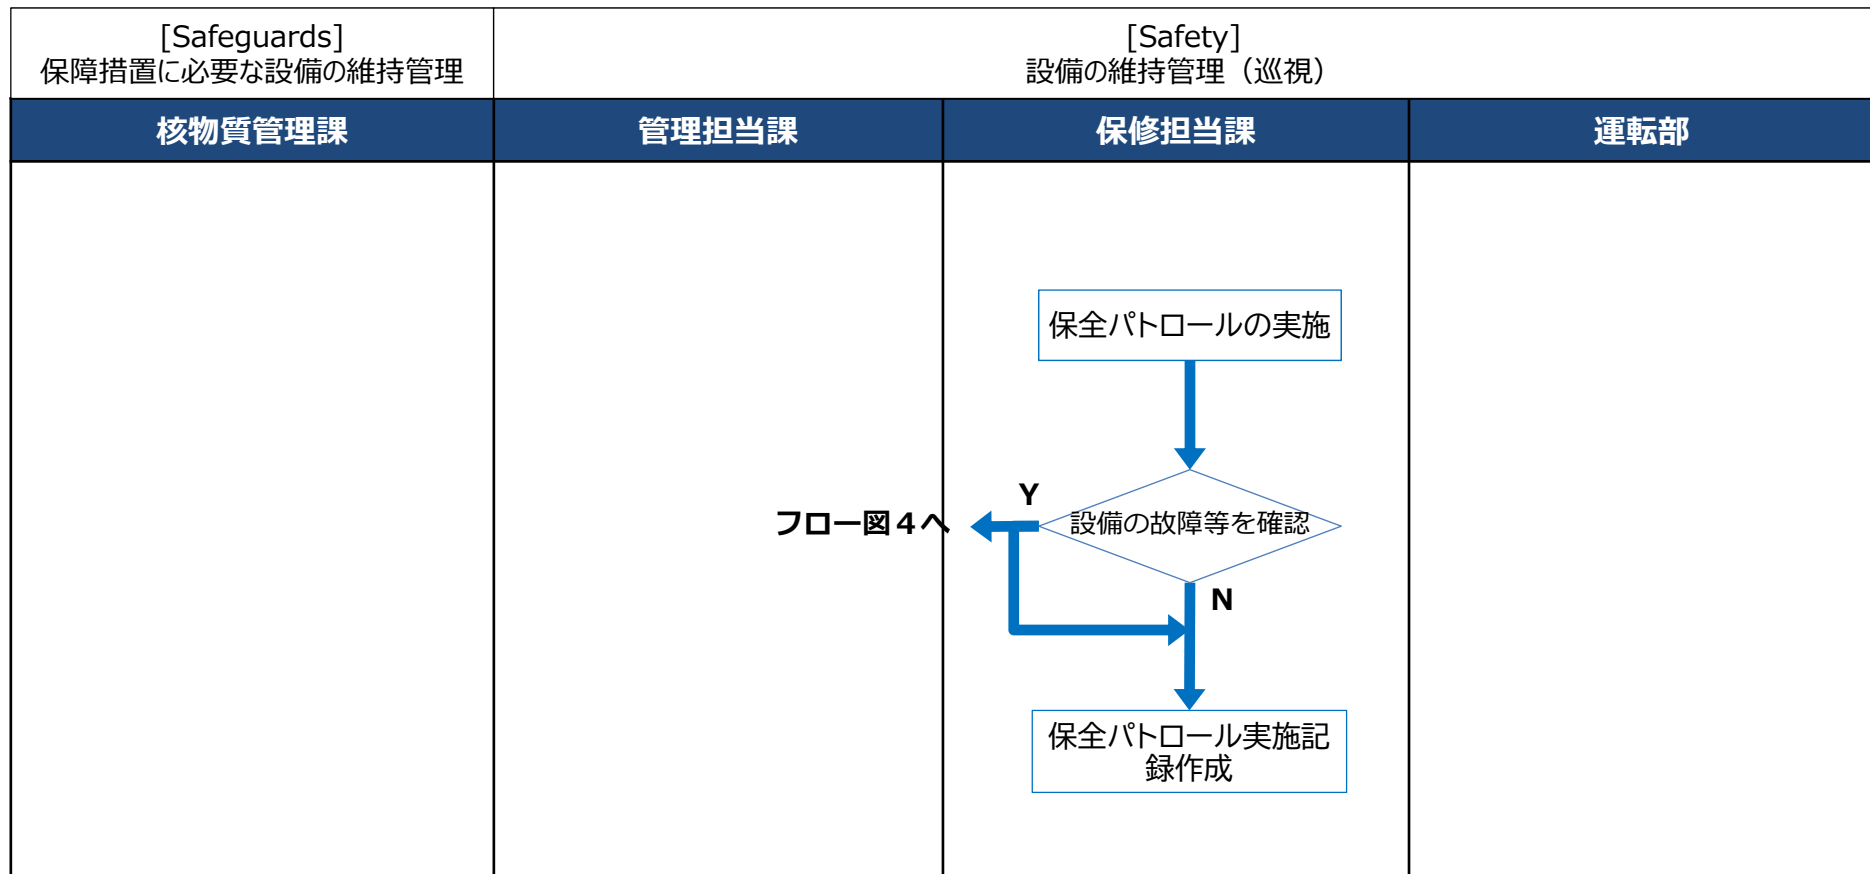 [Safeguards]
保障措置に必要な設備の維持管理
[Safety]
設備の維持管理（巡視）
核物質管理課
管理担当課
保修担当課
運転部
保全パトロールの実施
Y
フロー図４へ
設備の故障等を確認
N
保全パトロール実施記
録作成